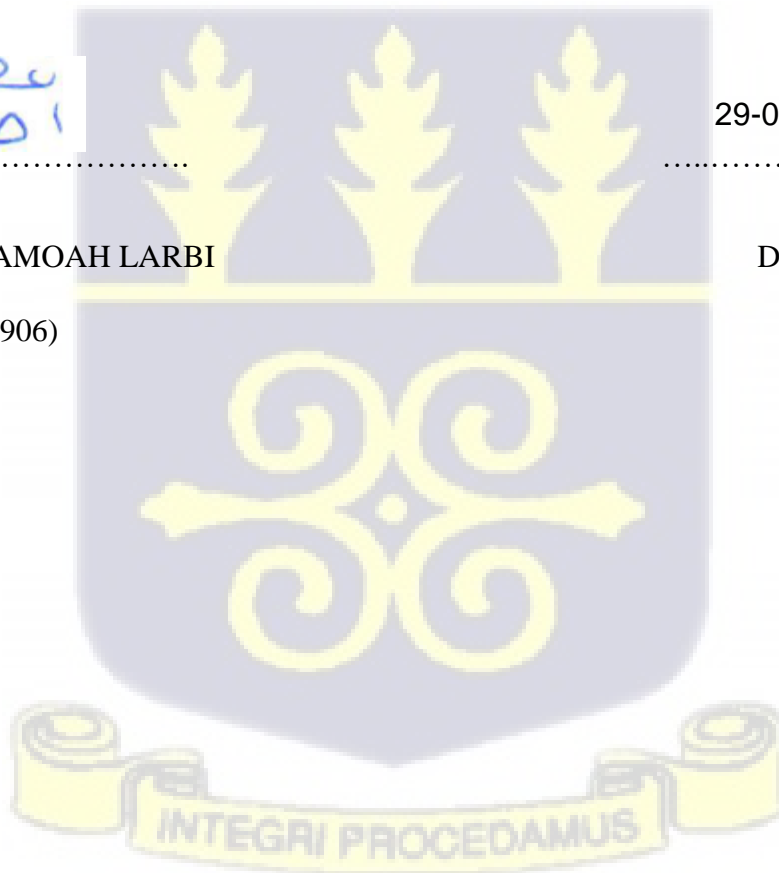 29-0
………………………. …..………
AMOAH LARBI D
906)
INTEGRI PROCEDAMUS